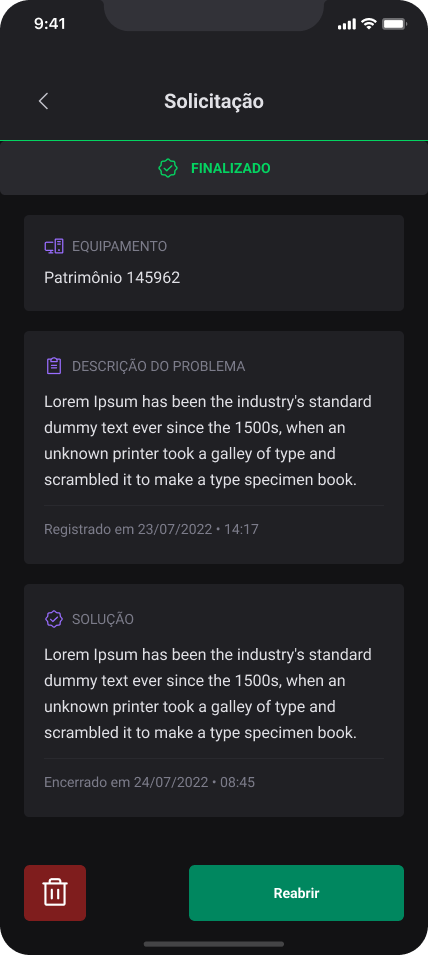 9:41
Solicitação
FINALIZADO
EQUIPAMENTO
Patrimônio 145962
DESCRIÇÃO DO PROBLEMA
Lorem Ipsum has been the industry's standard
dummy text ever since the 1500s, when an
unknown printer took a galley of type and
scrambled it to make a type specimen book.
Registrado em 23/07/2022 • 14:17
SOLUÇÃO
Lorem Ipsum has been the industry's standard
dummy text ever since the 1500s, when an
unknown printer took a galley of type and
scrambled it to make a type specimen book.
Encerrado em 24/07/2022 • 08:45
Reabrir